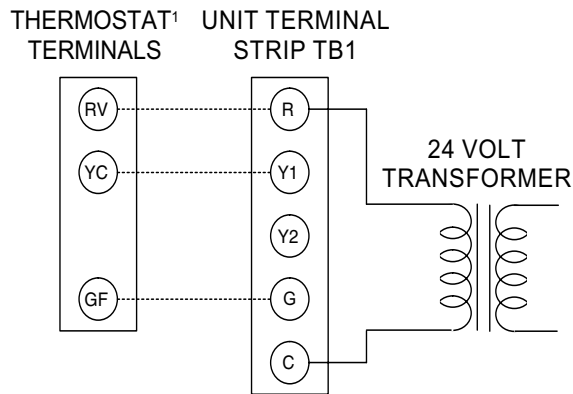 THERMOSTAT¹ TERMINALS
UNIT TERMINAL STRIP TB1
RV
R
YC
Y1
24 VOLT
TRANSFORMER
Y2
GF
G
C